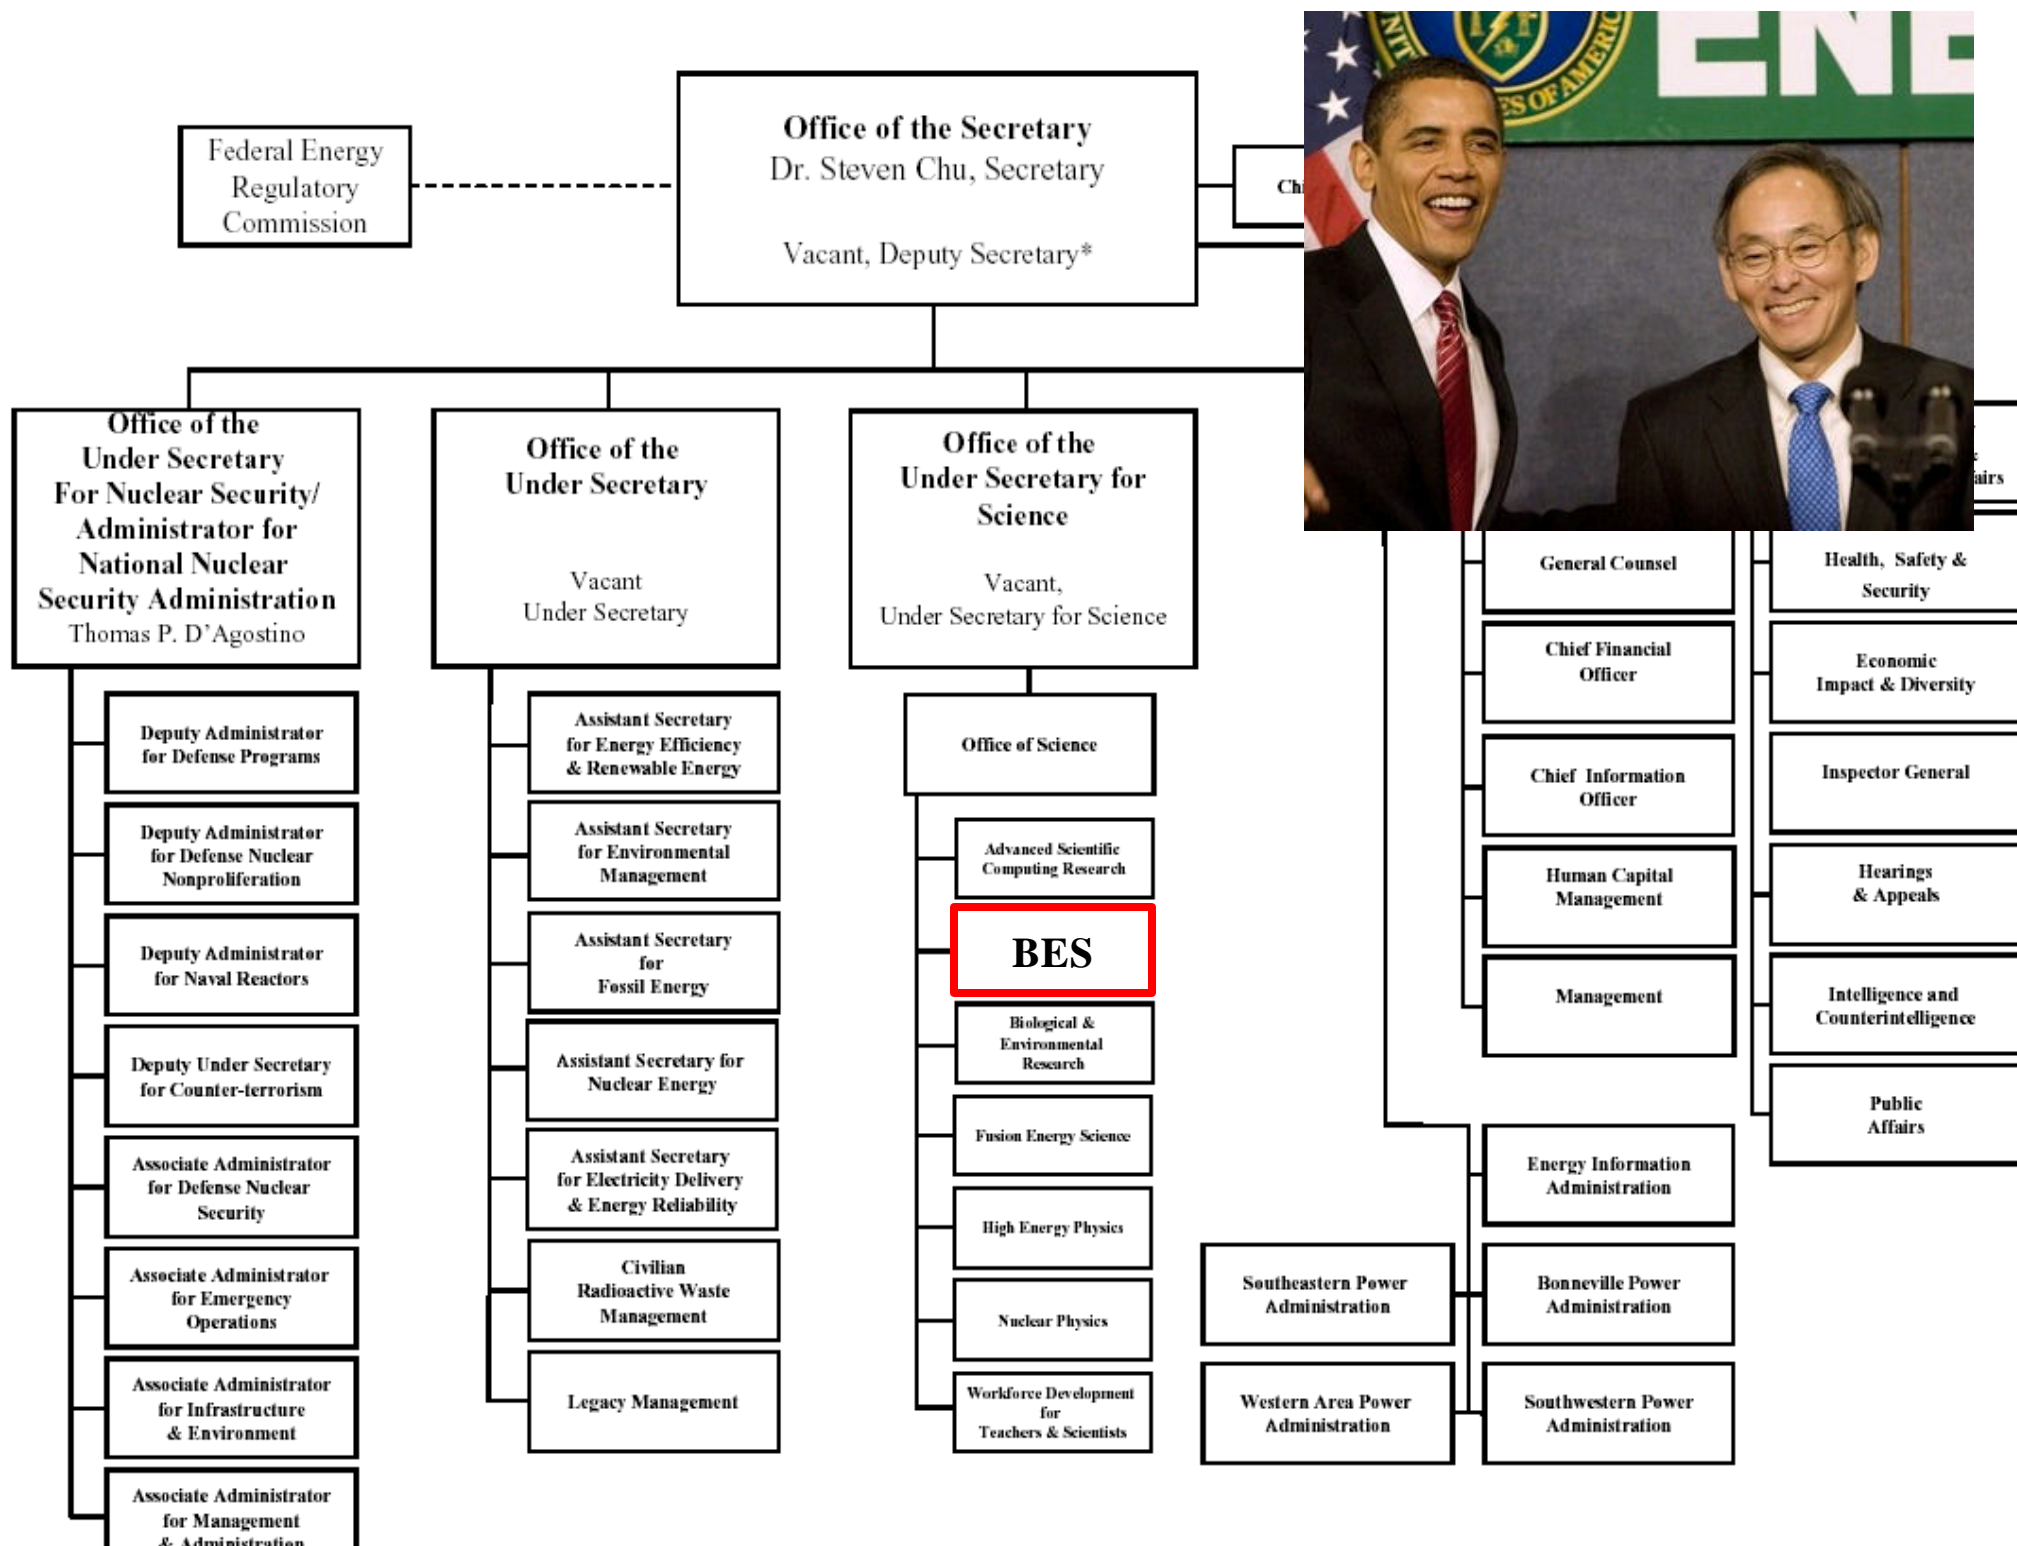 Federal Energy
Regulatory
Commission
Office of the Secretary
Dr. Steven Chu, Secretary
Vacant, Deputy Secretary*
UNIT
ES OF AMERIC
ENE
Office of the
Under Secretary
For Nuclear Security/
Administrator for
National Nuclear
Security Administration
Thomas P. D’Agostino
Deputy Administrator
for Defense Programs
Deputy Administrator
for Defense Nuclear
Nonproliferation
Deputy Administrator
for Naval Reactors
Deputy Under Secretary
for Counter-terrorism
Associate Administrator
for Defense Nuclear
Security
Associate Administrator
for Emergency
Operations
Associate Administrator
for Infrastructure
& Environment
Associate Administrator
for Management
& Administration
Office of the
Under Secretary
Vacant
Under Secretary
Assistant Secretary
for Energy Efficiency
& Renewable Energy
Assistant Secretary
for Environmental
Management
Assistant Secretary
for
Fossil Energy
Assistant Secretary for
Nuclear Energy
Assistant Secretary
for Electricity Delivery
& Energy Reliability
Civilian
Radioactive Waste
Management
Legacy Management
Office of the
Under Secretary for
Science
Vacant,
Under Secretary for Science
Office of Science
Advanced Scientific
Computing Research
BES
Biological &
Environmental
Research
Fusion Energy Science
High Energy Physics
Nuclear Physics
Workforce Development
for
Teachers & Scientists
General Counsel
Chief Financial
Officer
Chief Information
Officer
Human Capital
Management
Management
Health, Safety &
Security
Economic
Impact & Diversity
Inspector General
Hearings
& Appeals
Intelligence and
Counterintelligence
Public
Affairs
Energy Information
Administration
Southeastern Power
Administration
Bonneville Power
Administration
Western Area Power
Administration
Southwestern Power
Administration